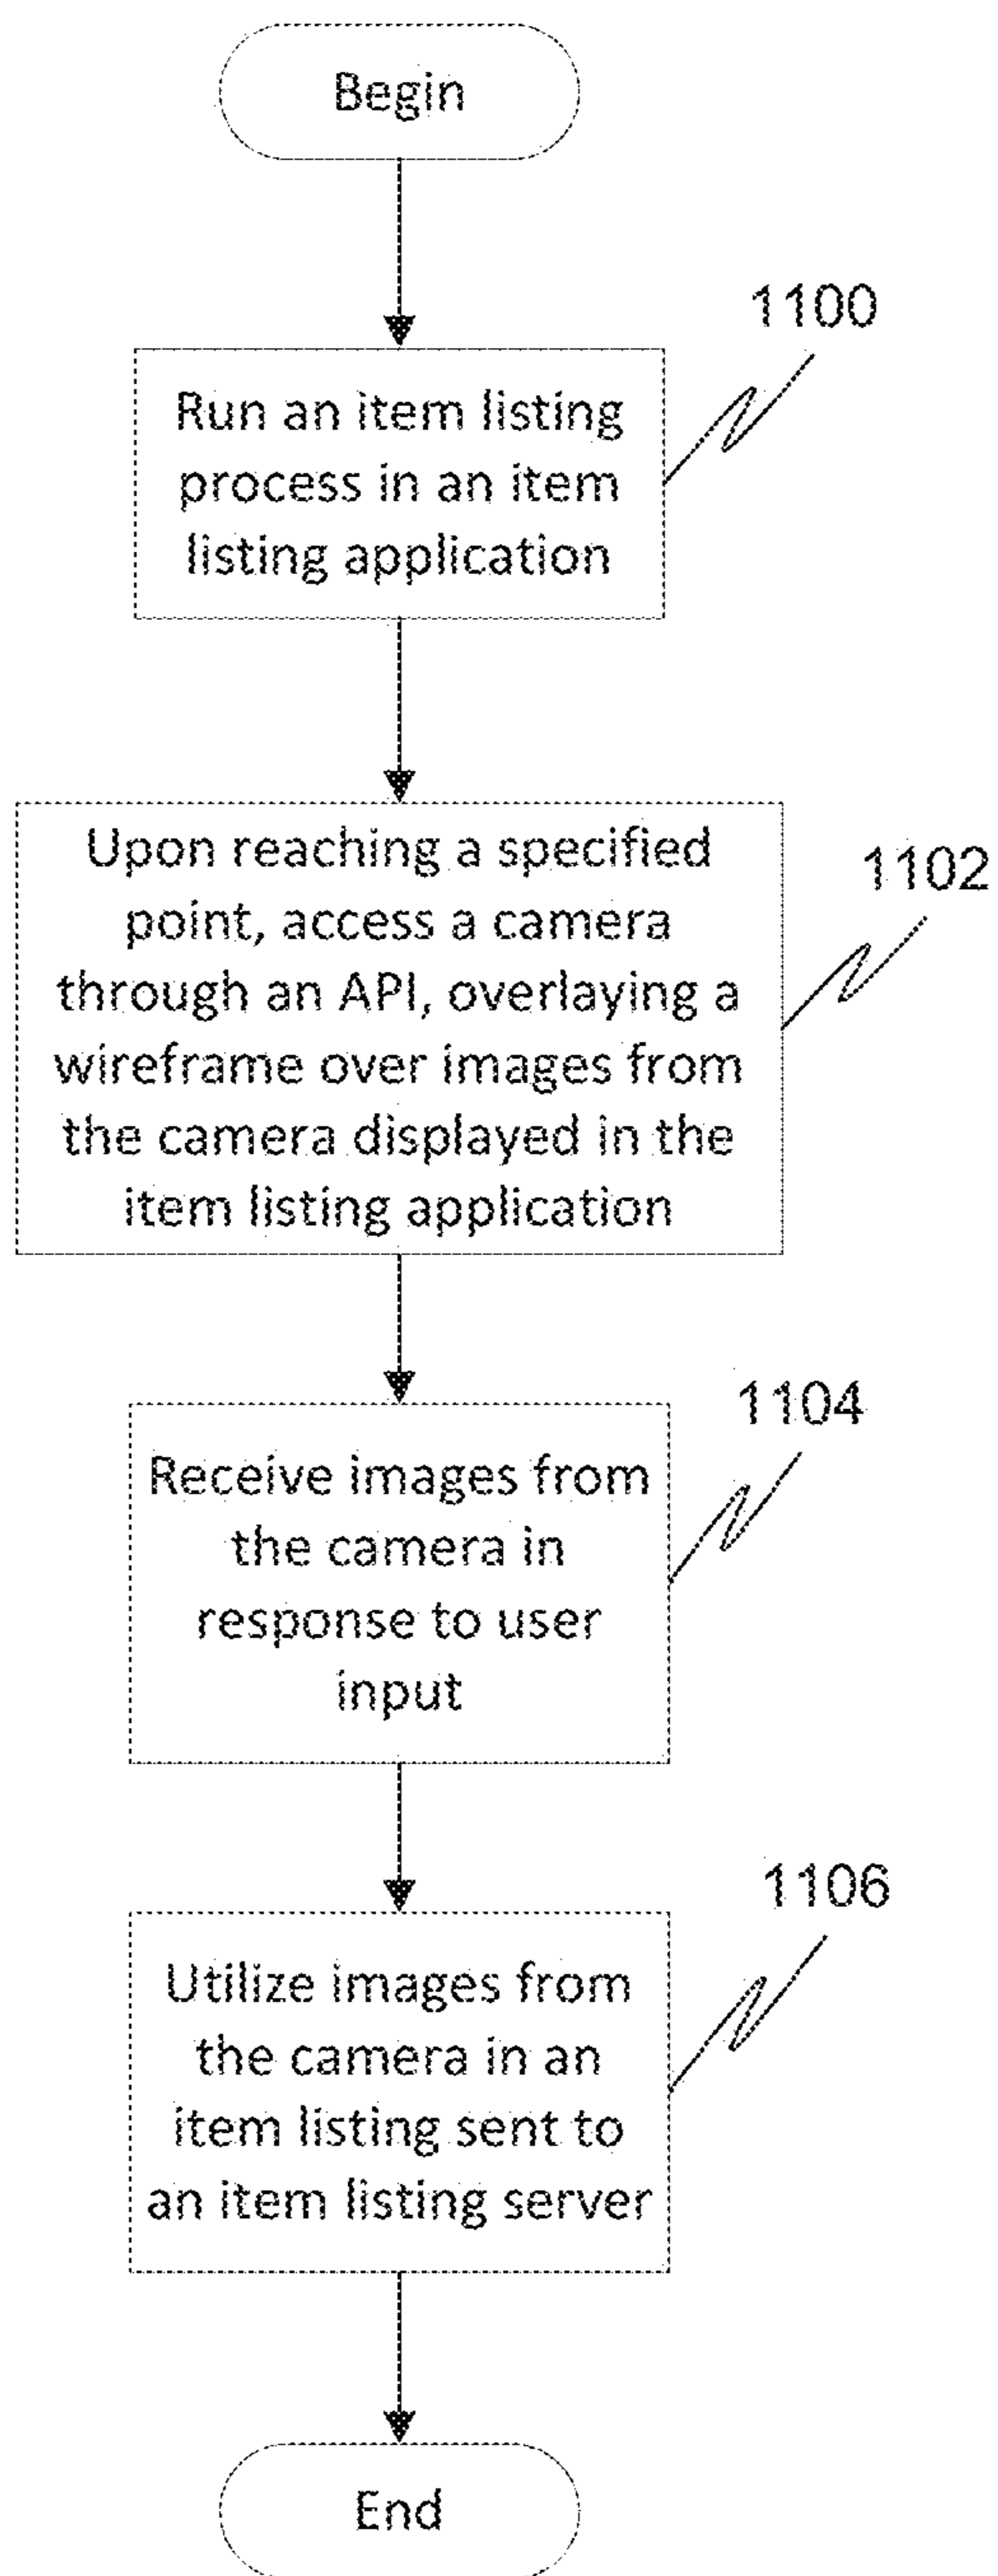 Begin
1100
Run an item listing
process in an item
listing application
1102
Upon reaching a specified
point, access a camera
through an API, overlaying a
wireframe over images from
the camera displayed in the
item listing application
1104
Receive images from
the camera in
response to user
input
1106
Utilize images from
the camera in an
item listing sent to
an item listing server
End